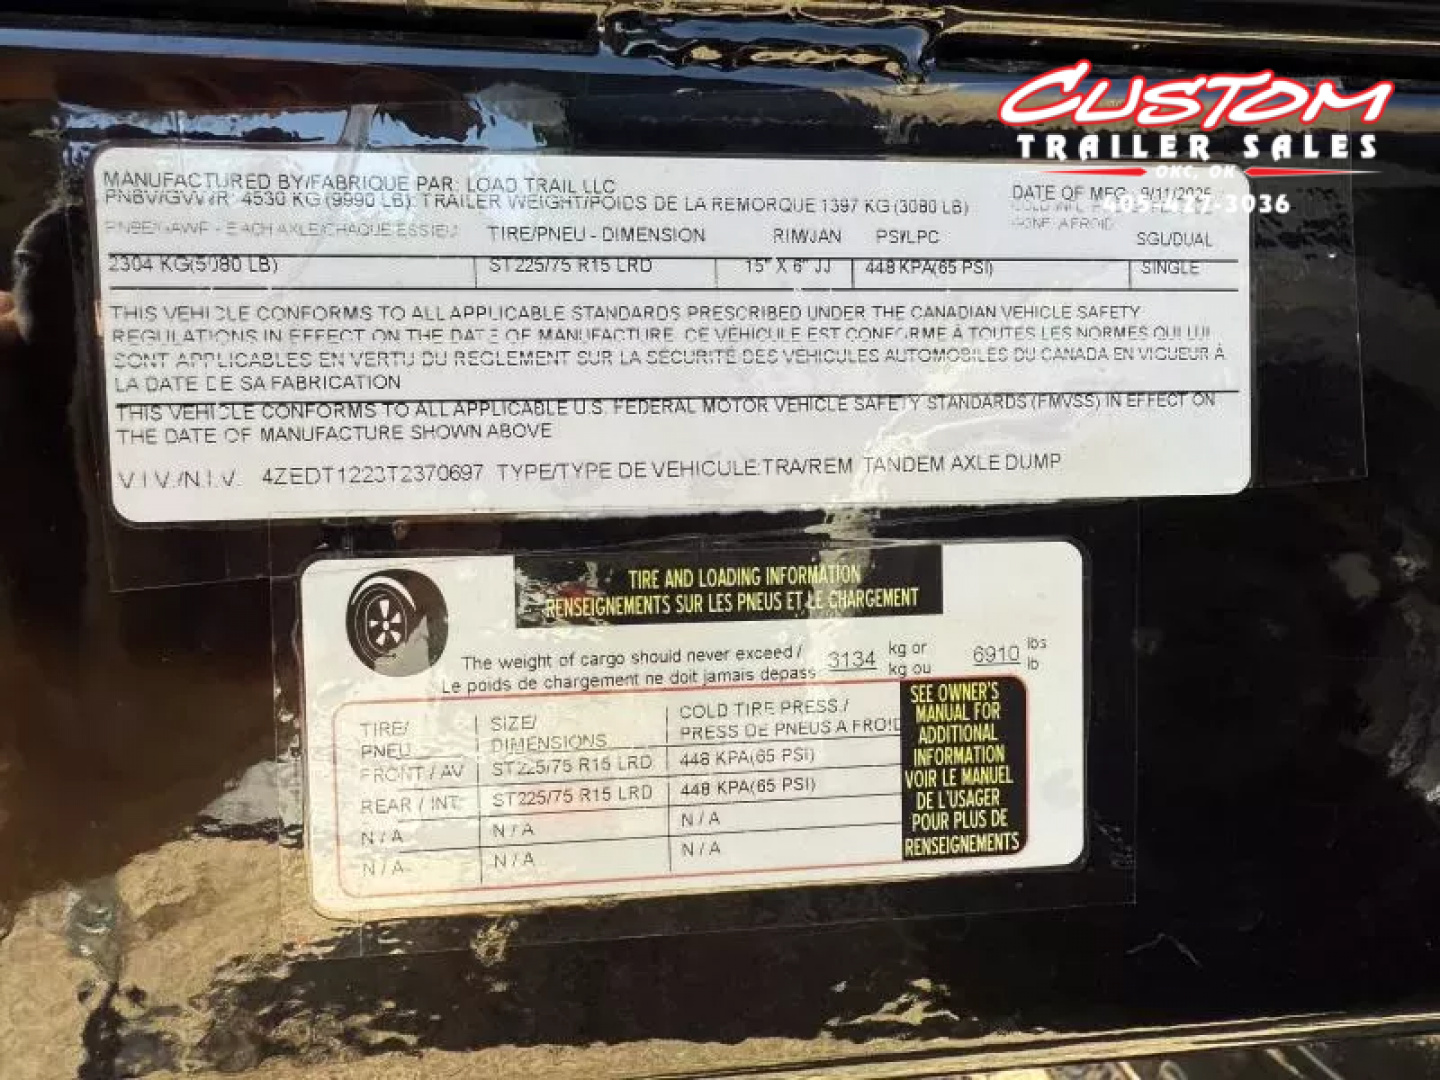 CUSTOM
TRAILER SALES
OKC, OK
405-427-3036
MANUFACTURED BY/FABRIQUE PAR: LOAD TRAIL LLC
DATE OF MFG 9/11/2025
PNBV/GVWR: 4530 KG (9990 LB). TRAILER WEIGHT/POIDS DE LA REMORQUE 1397 KG (3080 LB)
PNBE/GAWR - EACH AXLE/CHAQUE ESSIEU TIRE/PNEU - DIMENSION RIM/JAN PSI/LPC SGL/DUAL
2304 KG(5080 LB) ST225/75 R15 LRD 15" X 6" JJ 448 KPA(65 PSI) SINGLE
THIS VEHICLE CONFORMS TO ALL APPLICABLE STANDARDS PRESCRIBED UNDER THE CANADIAN VEHICLE SAFETY
REGULATIONS IN EFFECT ON THE DATE OF MANUFACTURE. CE VÉHICULE EST CONFORME À TOUTES LES NORMES QUI LUI
SONT APPLICABLES EN VERTU DU RÈGLEMENT SUR LA SÉCURITÉ DES VÉHICULES AUTOMOBILES DU CANADA EN VIGUEUR À
LA DATE DE SA FABRICATION
THIS VEHICLE CONFORMS TO ALL APPLICABLE U.S. FEDERAL MOTOR VEHICLE SAFETY STANDARDS (FMVSS) IN EFFECT ON
THE DATE OF MANUFACTURE SHOWN ABOVE
V.I.V./N.I.V. 4ZEDT1223T2370697 TYPE/TYPE DE VEHICULE:TRA/REM TANDEM AXLE DUMP
TIRE AND LOADING INFORMATION
RENSEIGNEMENTS SUR LES PNEUS ET LE CHARGEMENT
The weight of cargo should never exceed / 3134 kg or 6910 lbs
Le poids de chargement ne doit jamais depass kg ou lb
TIRE/ SIZE/ COLD TIRE PRESS./
PNEU DIMENSIONS PRESS DE PNEUS A FROID
FRONT / AV ST225/75 R15 LRD 448 KPA(65 PSI)
REAR / INT ST225/75 R15 LRD 448 KPA(65 PSI)
N / A N / A N / A
N / A N / A N / A
SEE OWNER'S
MANUAL FOR
ADDITIONAL
INFORMATION
VOIR LE MANUEL
DE L'USAGER
POUR PLUS DE
RENSEIGNEMENTS